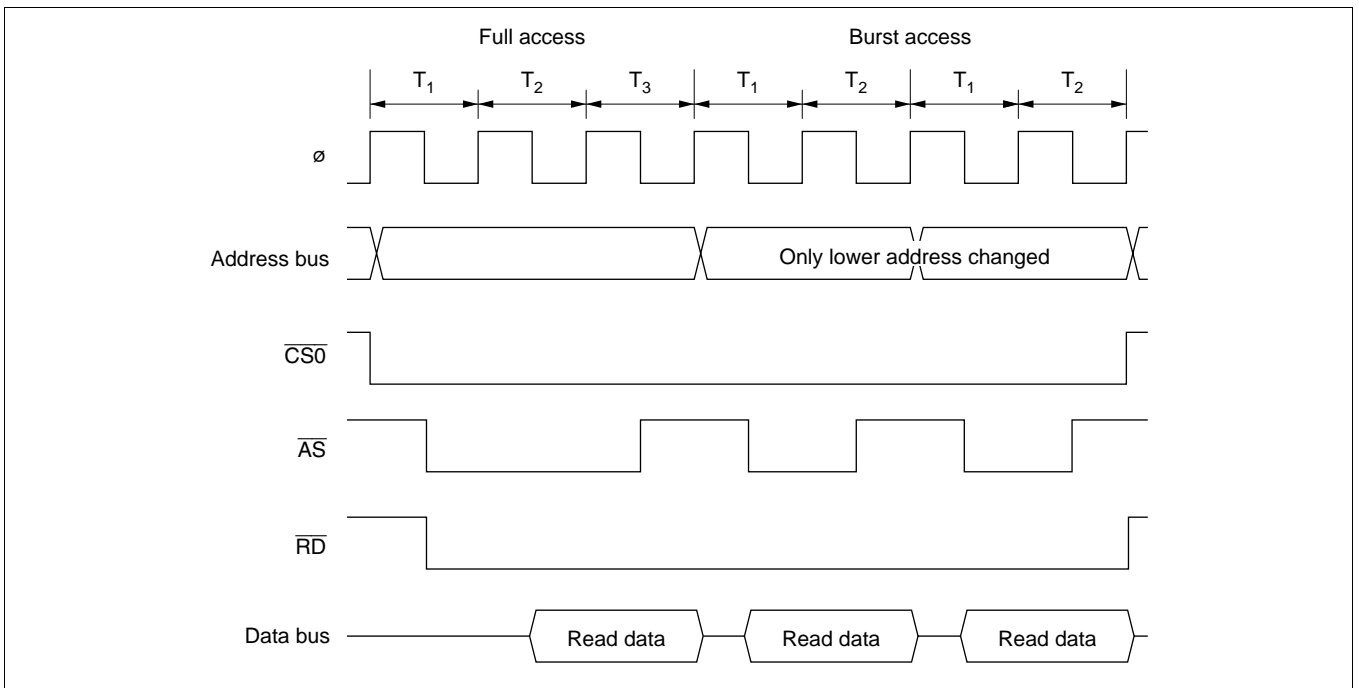 Full access Burst access
T1 T2 T3 T1 T2 T1 T2
ø
Address bus Only lower address changed
CS0
AS
RD
Data bus Read data Read data Read data